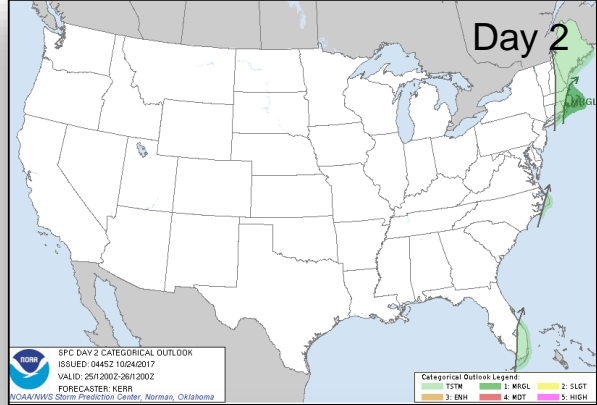 Day 2
MRGL
NOAA
SPC DAY 2 CATEGORICAL OUTLOOK
ISSUED: 0445Z 10/24/2017
VALID: 25/1200Z-26/1200Z
FORECASTER: KERR
NOAA/NWS Storm Prediction Center, Norman, Oklahoma
Categorical Outlook Legend:
TSTM 1: MRGL 2: SLGT
3: ENH 4: MDT 5: HIGH